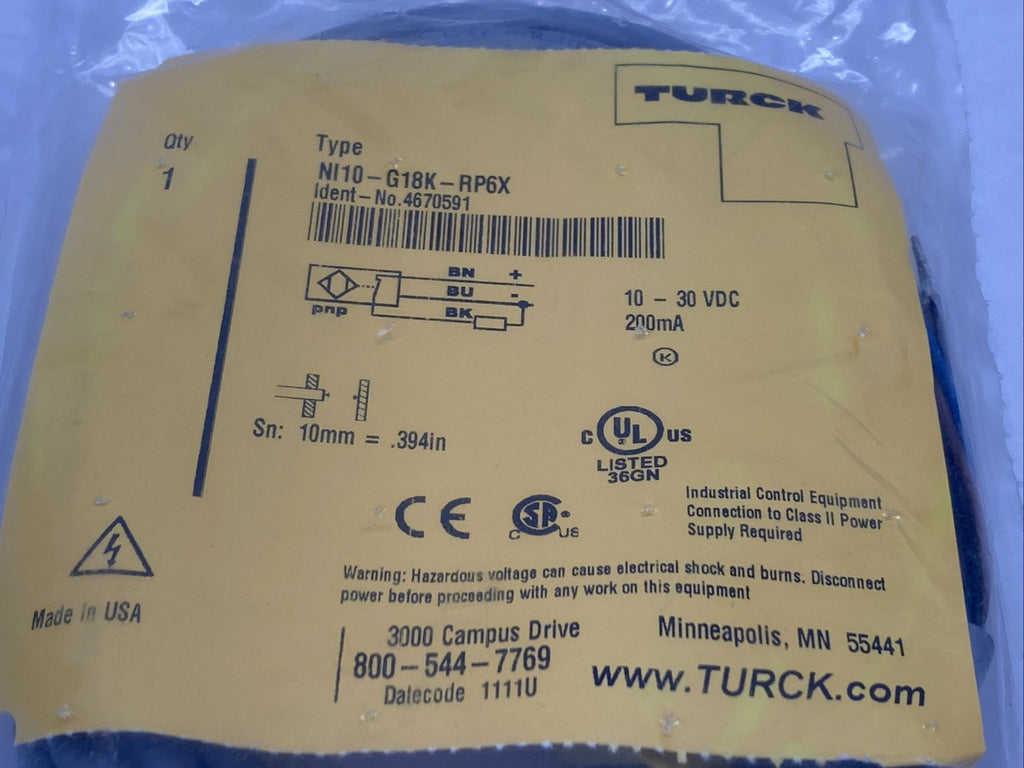 TURCK
Qty
1
Type
NI10-G18K-RP6X
Ident-No.4670591
BN +
BU -
BK
pnp
10 - 30 VDC
200mA
K
Sn: 10mm = .394in
C UL US
LISTED
36GN
CE
C SA US
Industrial Control Equipment
Connection to Class II Power
Supply Required
Warning: Hazardous voltage can cause electrical shock and burns. Disconnect
power before proceeding with any work on this equipment
Made in USA
3000 Campus Drive
Minneapolis, MN 55441
800-544-7769
www.TURCK.com
Datecode 1111U